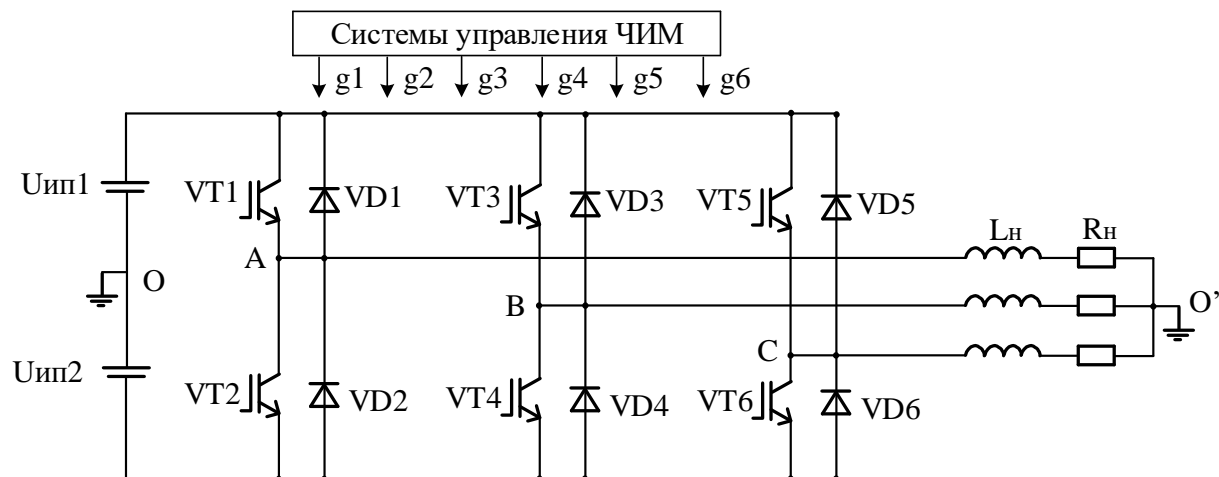 Системы управления ЧИМ
g1 g2 g3 g4 g5 g6
Uип1
VT1 VD1 VT3 VD3 VT5 VD5
Lн Rн
A
O
B
O’
C
Uип2
VT2 VD2 VT4 VD4 VT6 VD6